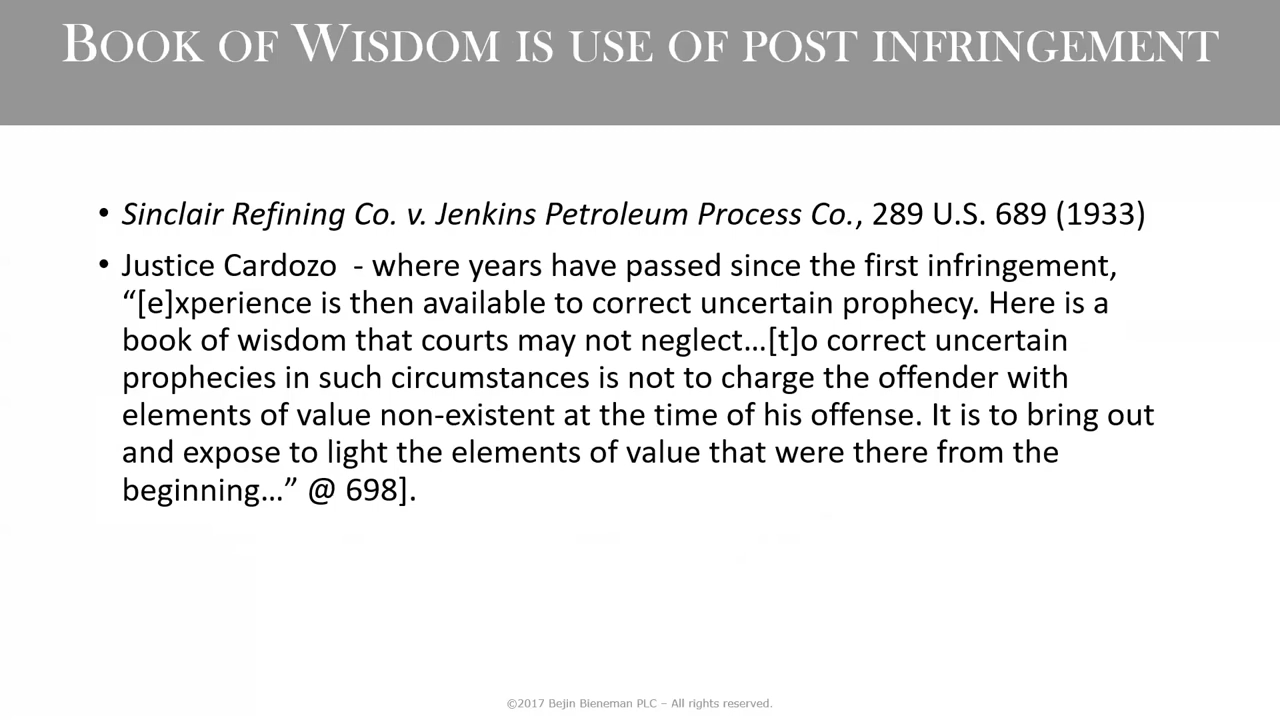 BOOK OF WISDOM IS USE OF POST INFRINGEMENT
• Sinclair Refining Co. v. Jenkins Petroleum Process Co., 289 U.S. 689 (1933)
• Justice Cardozo  - where years have passed since the first infringement,
“[e]xperience is then available to correct uncertain prophecy. Here is a
book of wisdom that courts may not neglect…[t]o correct uncertain
prophecies in such circumstances is not to charge the offender with
elements of value non-existent at the time of his offense. It is to bring out
and expose to light the elements of value that were there from the
beginning…” @ 698].
©2017 Bejin Bieneman PLC – All rights reserved.